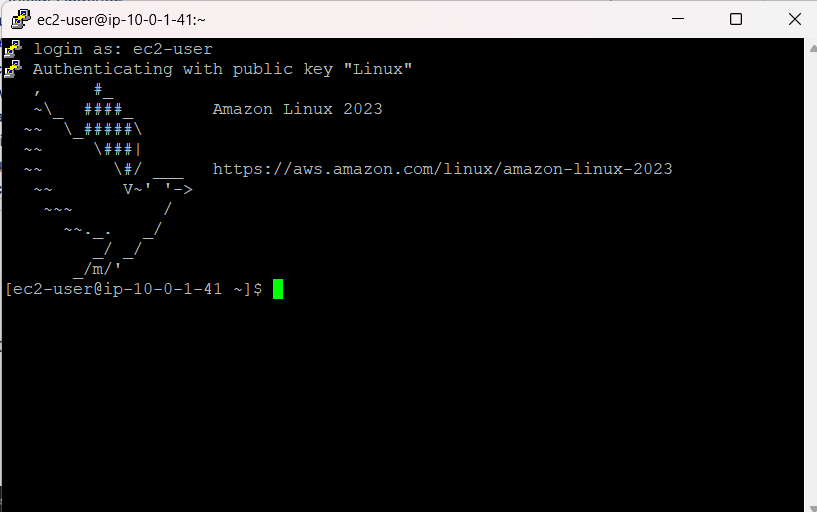 ec2-user@ip-10-0-1-41:~
login as: ec2-user
Authenticating with public key "Linux"
   ,     #_
   ~\_  ####_        Amazon Linux 2023
  ~~  \_#####\
  ~~     \###|
  ~~       \#/ ___   https://aws.amazon.com/linux/amazon-linux-2023
   ~~       V~' '->
    ~~~         /
      ~~._.   _/
         _/ _/
       _/m/'
[ec2-user@ip-10-0-1-41 ~]$